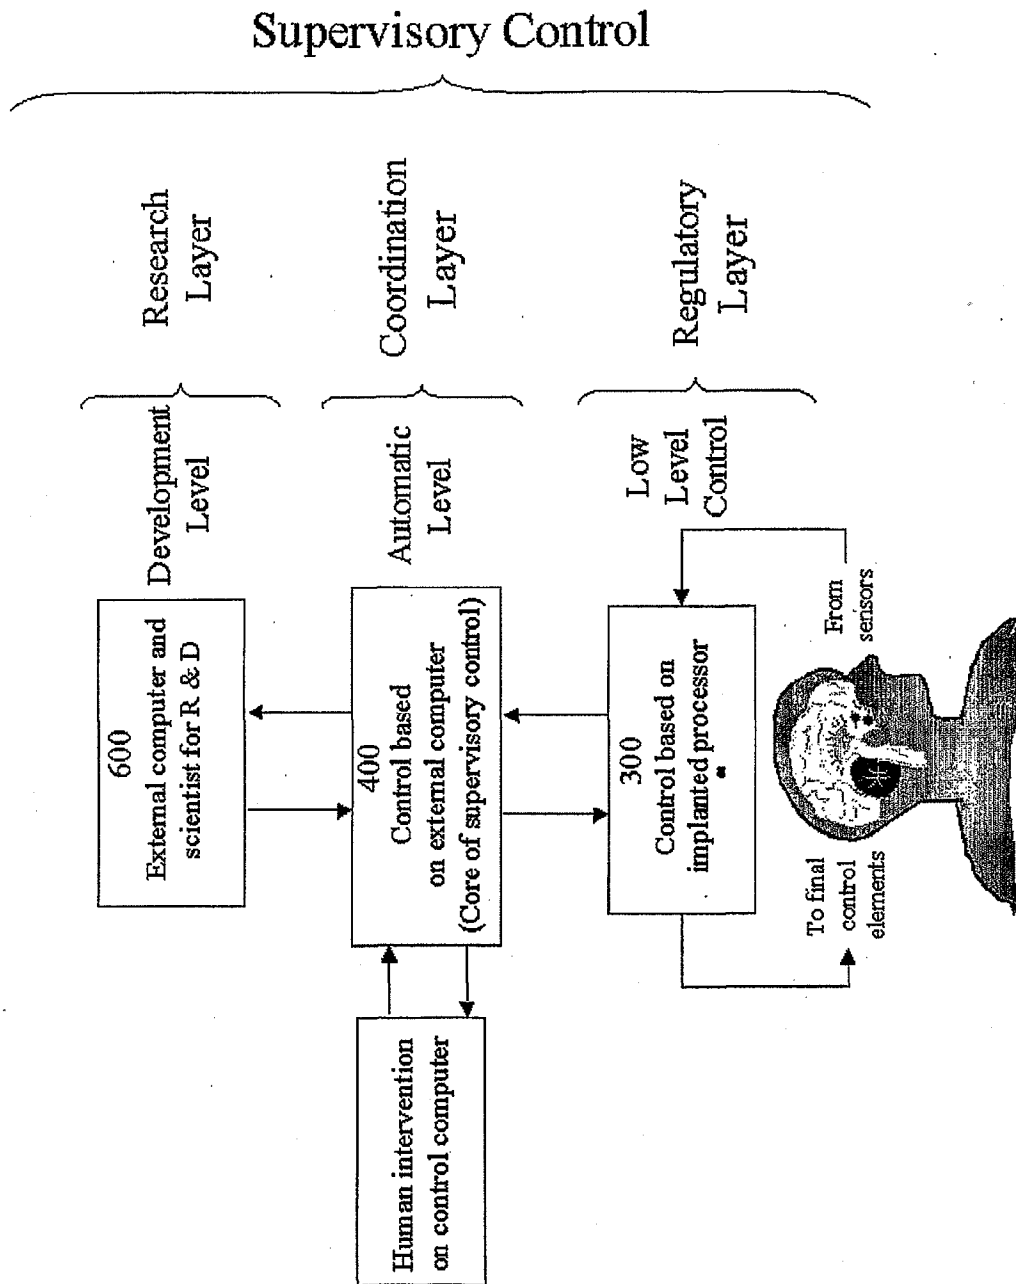 Supervisory Control
Research
Layer
Coordination
Layer
Regulatory
Layer
Development
Level
Automatic
Level
Low
Level
Control
600
External computer and
scientist for R & D
400
Control based
on external computer
(Core of supervisory control)
300
Control based on
implanted processor
Human intervention
on control computer
From
sensors
To final
control
elements